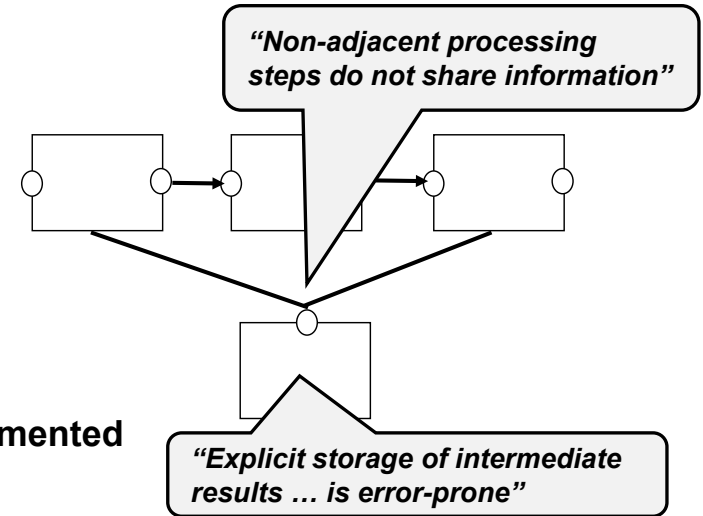 “Non-adjacent processing
steps do not share information”
mented
“Explicit storage of intermediate
results … is error-prone”